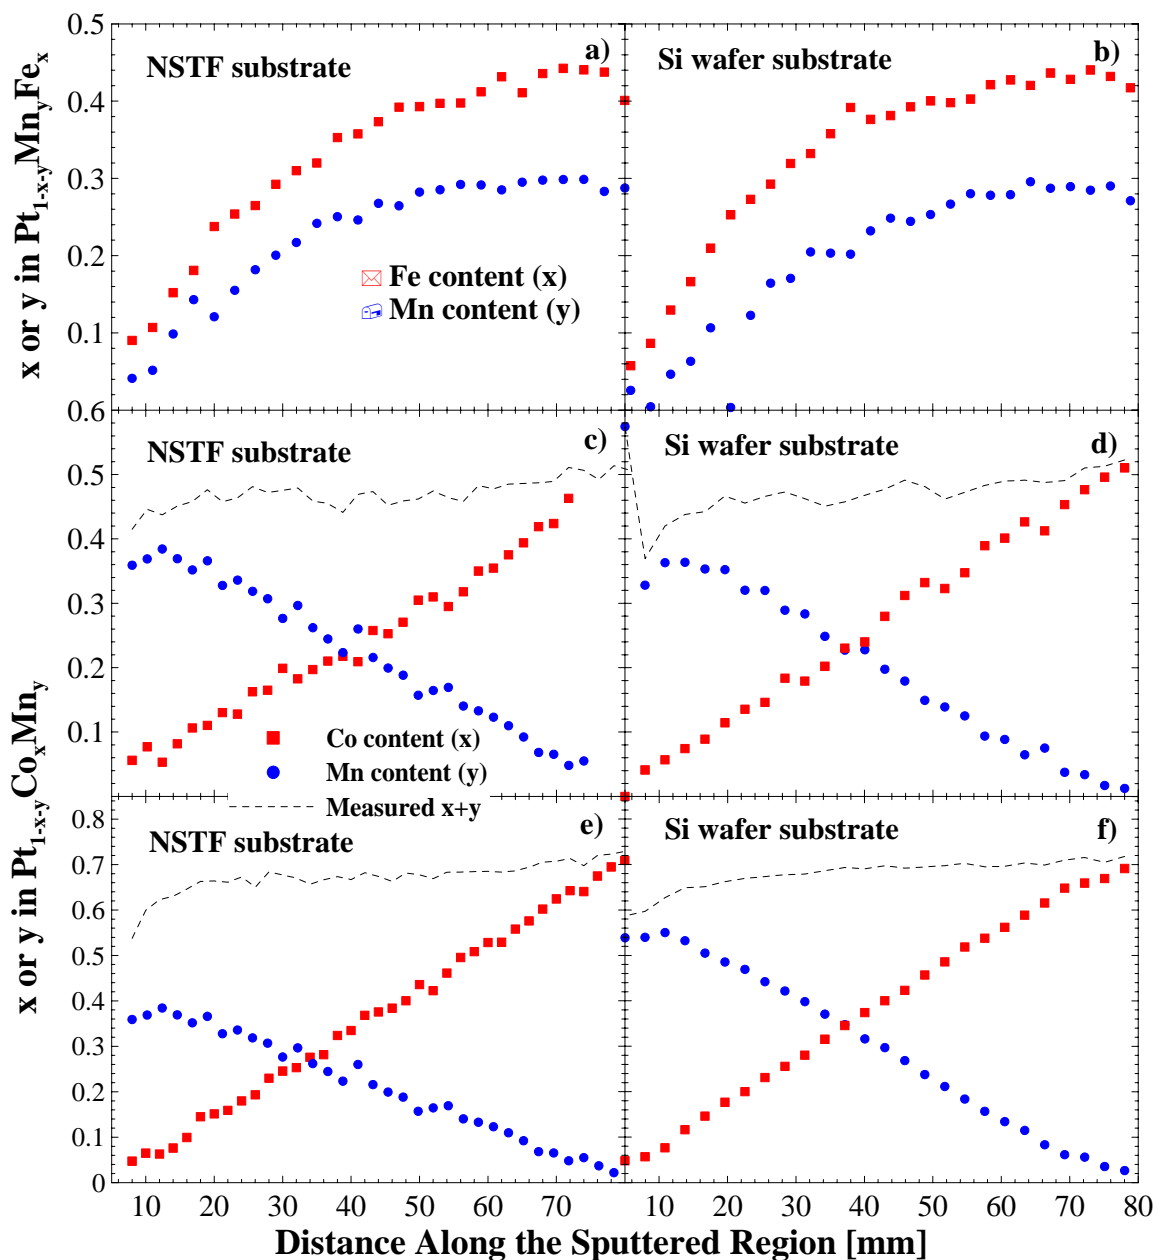 x or y in Pt1-x-yMnyFex
0.5
0.4
0.3
0.2
0.1
NSTF substrate
a)
Fe content (x)
Mn content (y)
Si wafer substrate
b)
x or y in Pt1-x-yCoxMny
0.6
0.5
0.4
0.3
0.2
0.1
NSTF substrate
c)
Co content (x)
Mn content (y)
Measured x+y
Si wafer substrate
d)
0.8
0.7
0.6
0.5
0.4
0.3
0.2
0.1
0
NSTF substrate
e)
Si wafer substrate
f)
10 20 30 40 50 60 70 10 20 30 40 50 60 70 80
Distance Along the Sputtered Region [mm]